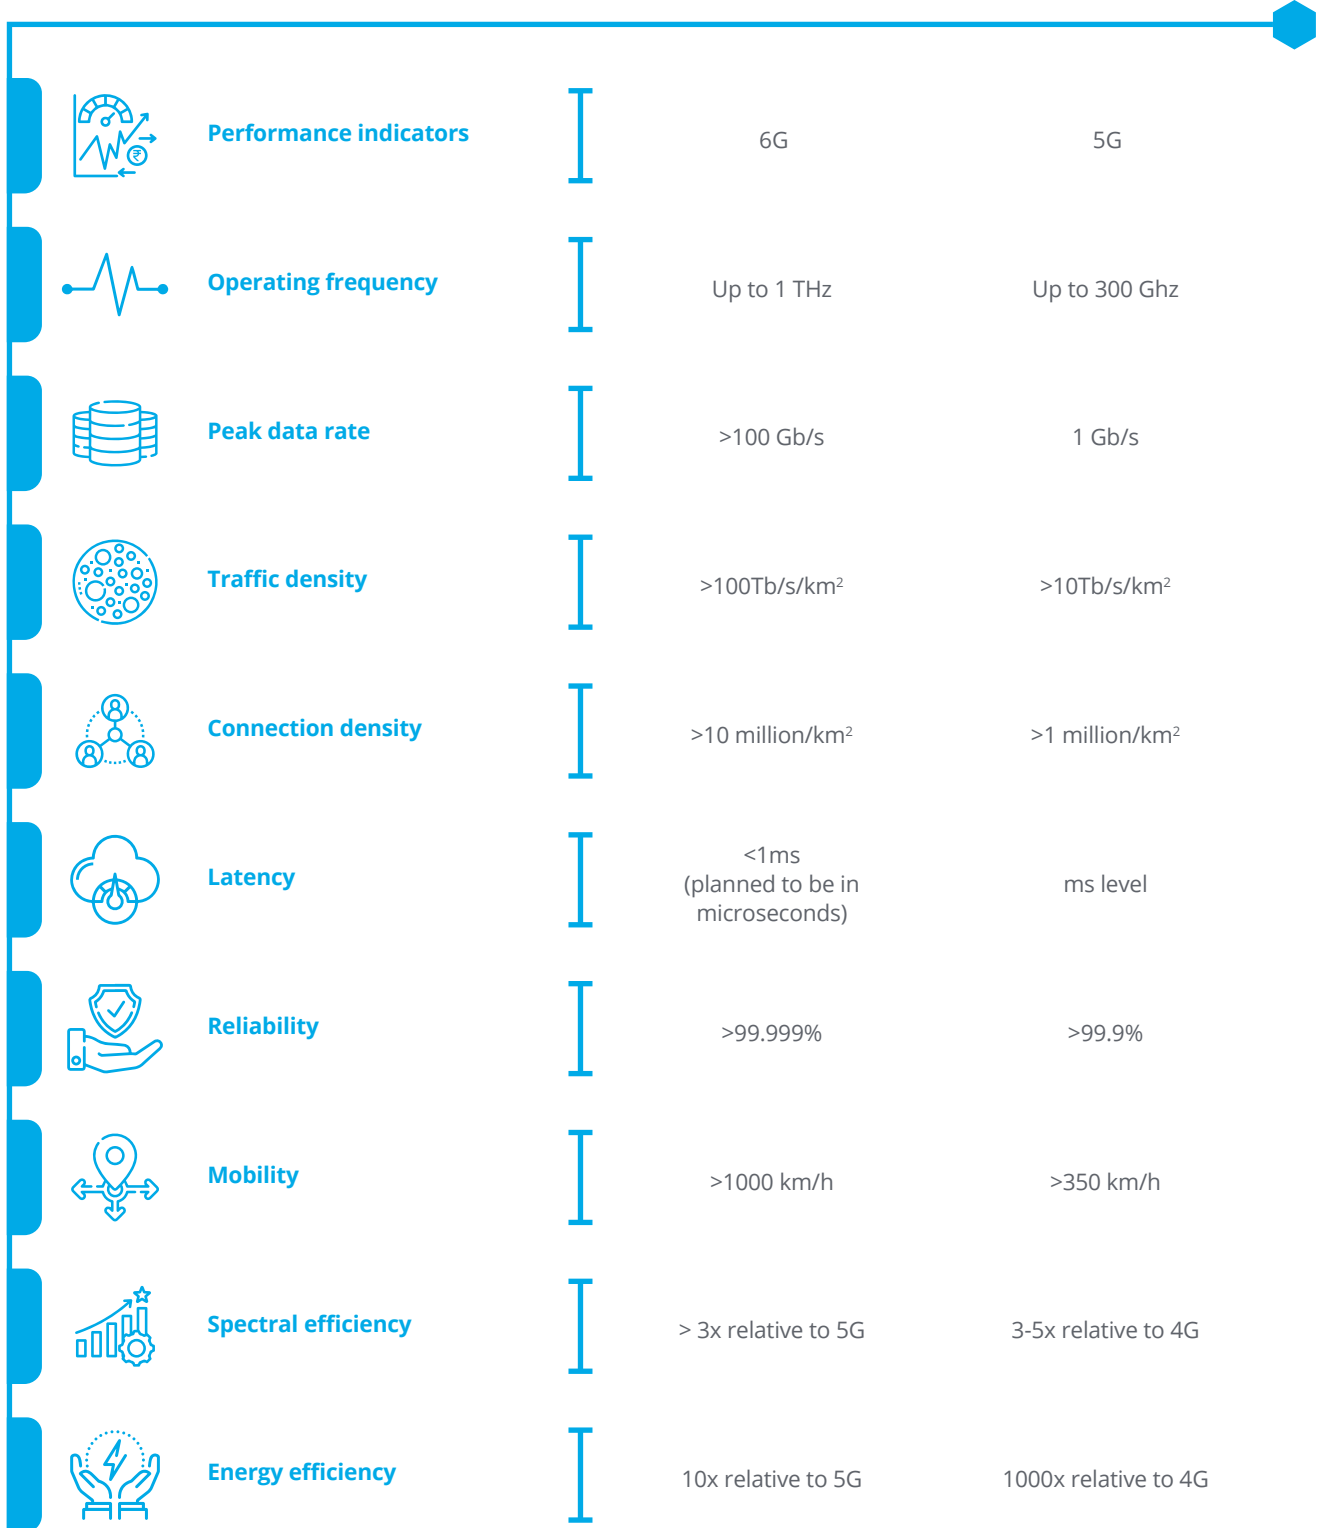 Performance indicators 6G 5G
Operating frequency Up to 1 THz Up to 300 Ghz
Peak data rate >100 Gb/s 1 Gb/s
Traffic density >100Tb/s/km² >10Tb/s/km²
Connection density >10 million/km² >1 million/km²
Latency <1ms
(planned to be in
microseconds) ms level
Reliability >99.999% >99.9%
Mobility >1000 km/h >350 km/h
Spectral efficiency > 3x relative to 5G 3-5x relative to 4G
Energy efficiency 10x relative to 5G 1000x relative to 4G